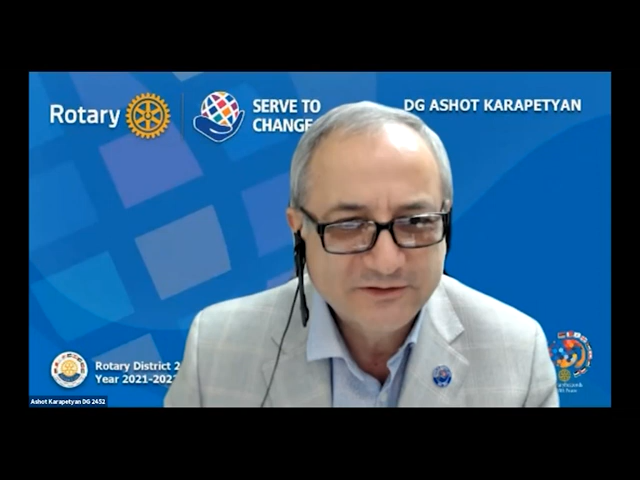 Rotary
SERVE TO
CHANGE
DG ASHOT KARAPETYAN
Rotary District 2
Year 2021-202
Ashot Karapetyan DG 2452